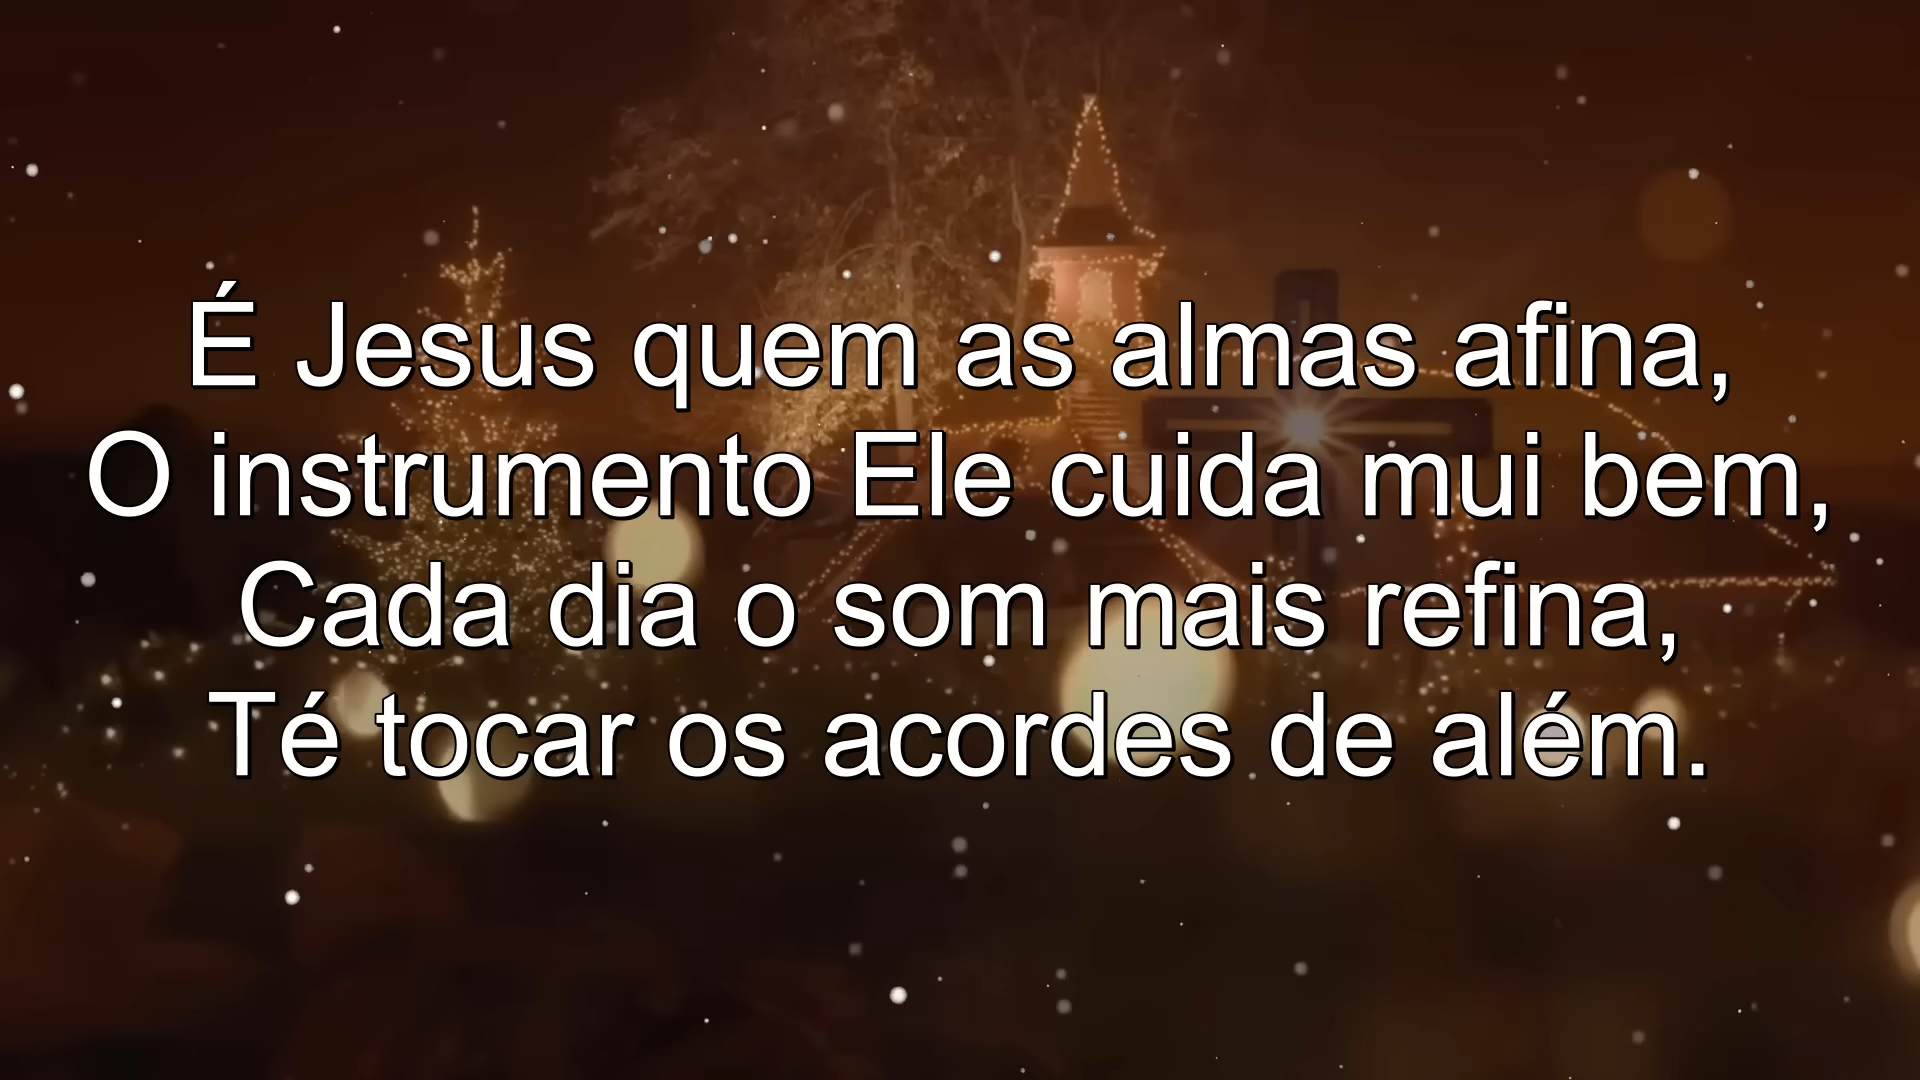 É Jesus quem as almas afina,
O instrumento Ele cuida mui bem,
Cada dia o som mais refina,
Té tocar os acordes de além.